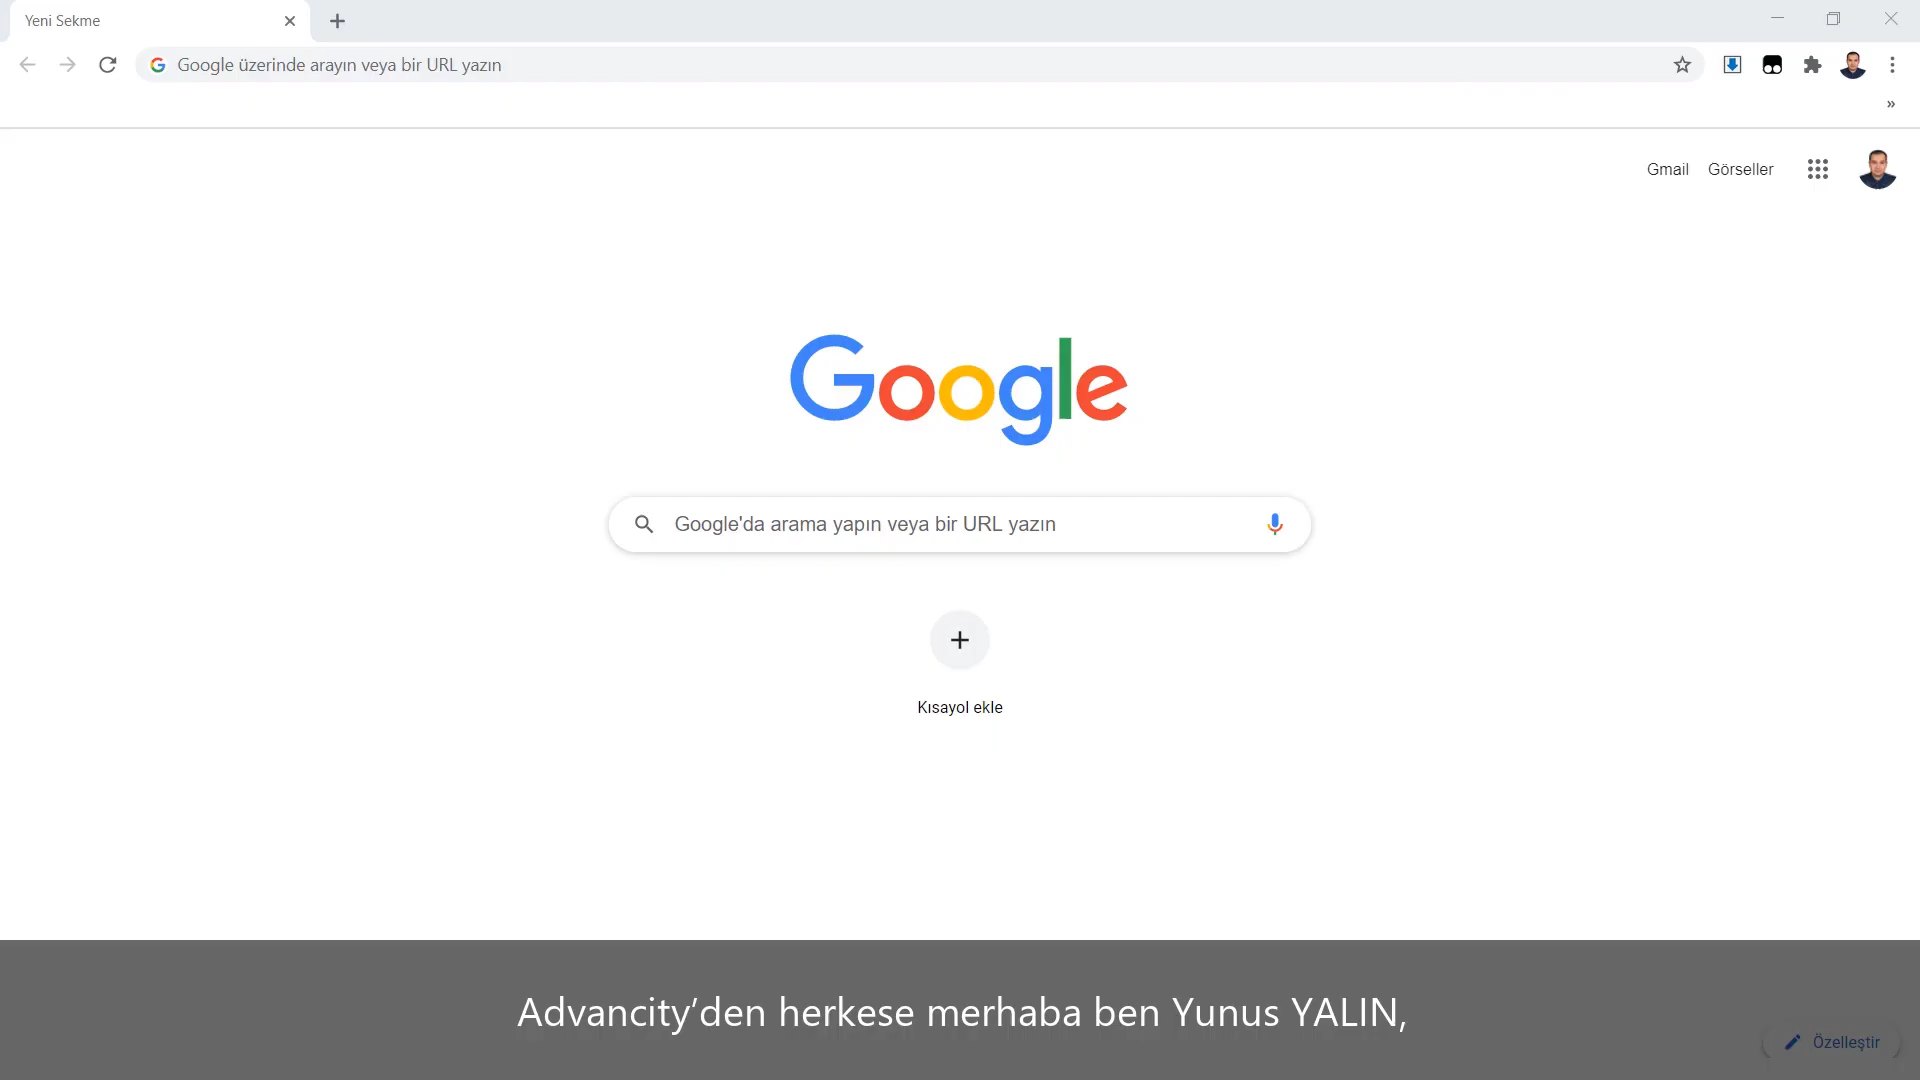 Yeni Sekme
Google üzerinde arayın veya bir URL yazın
Gmail Görseller
Google
Google'da arama yapın veya bir URL yazın
Kısayol ekle
Advancity’den herkese merhaba ben Yunus YALIN,
Özelleştir